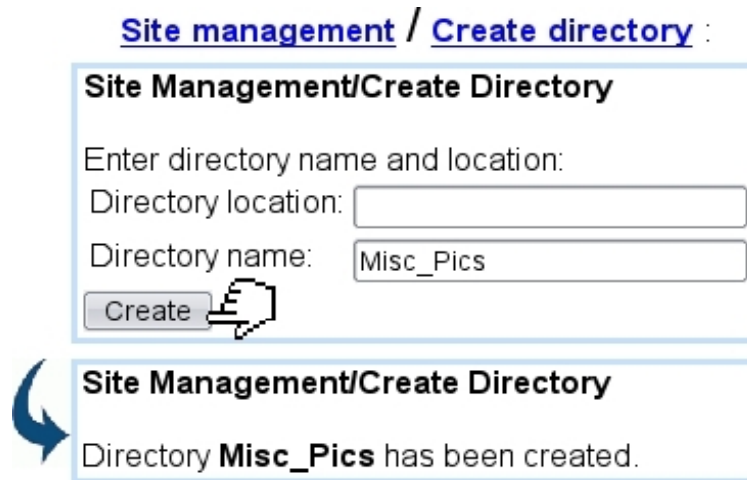 Site management / Create directory :
Site Management/Create Directory
Enter directory name and location:
Directory location:
Directory name: Misc_Pics
Create
Site Management/Create Directory
Directory Misc_Pics has been created.